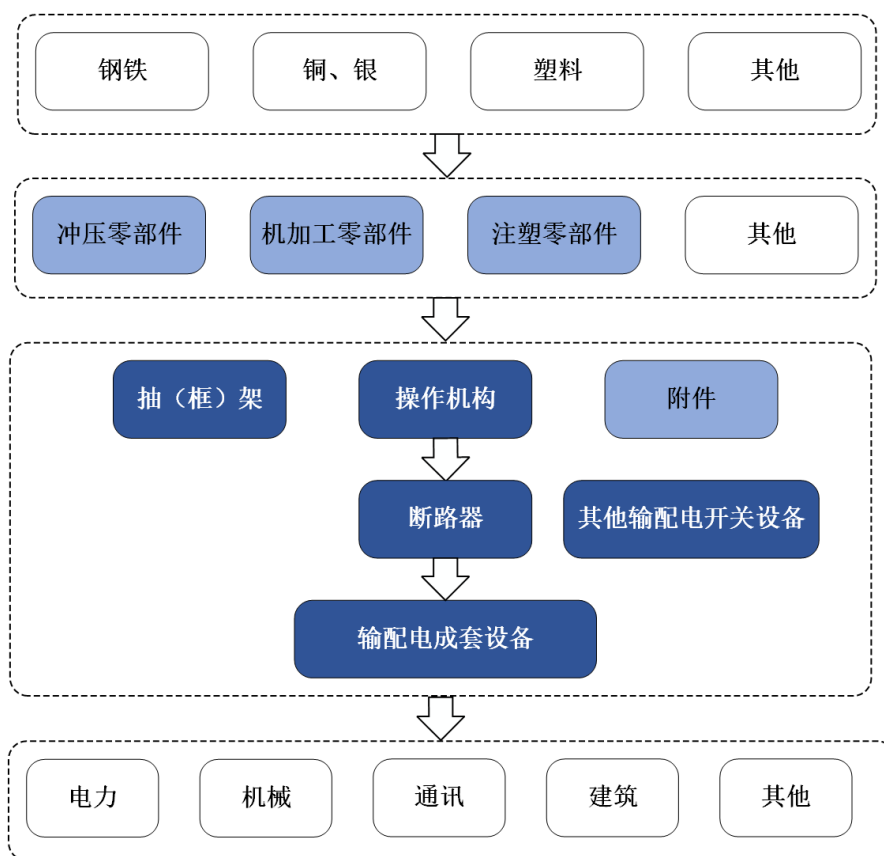 钢铁
铜、银
塑料
其他
冲压零部件
机加工零部件
注塑零部件
其他
抽（框）架
操作机构
附件
断路器
其他输配电开关设备
输配电成套设备
电力
机械
通讯
建筑
其他